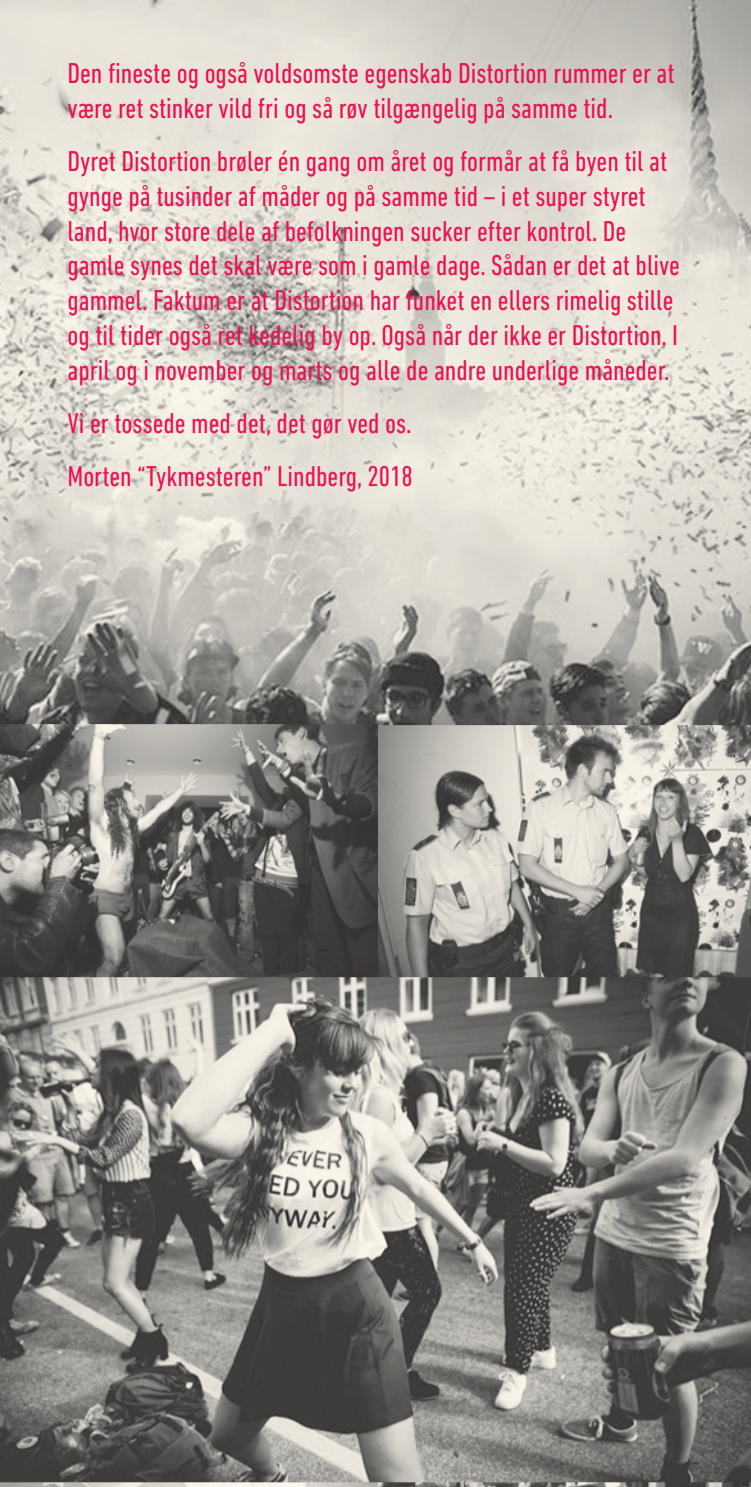 Den fineste og også voldsomste egenskab Distortion rummer er at
være ret stinker vild fri og så røv tilgængelig på samme tid.
Dyret Distortion brøler én gang om året og formår at få byen til at
gynge på tusinder af måder og på samme tid – i et super styret
land, hvor store dele af befolkningen sucker efter kontrol. De
gamle synes det skal være som i gamle dage. Sådan er det at blive
gammel. Faktum er at Distortion har funket en ellers rimelig stille
og til tider også ret kedelig by op. Også når der ikke er Distortion, I
april og i november og marts og alle de andre underlige måneder.
Vi er tossede med det, det gør ved os.
Morten “Tykmesteren” Lindberg, 2018
W
EVER
ED YOU
YWAY.